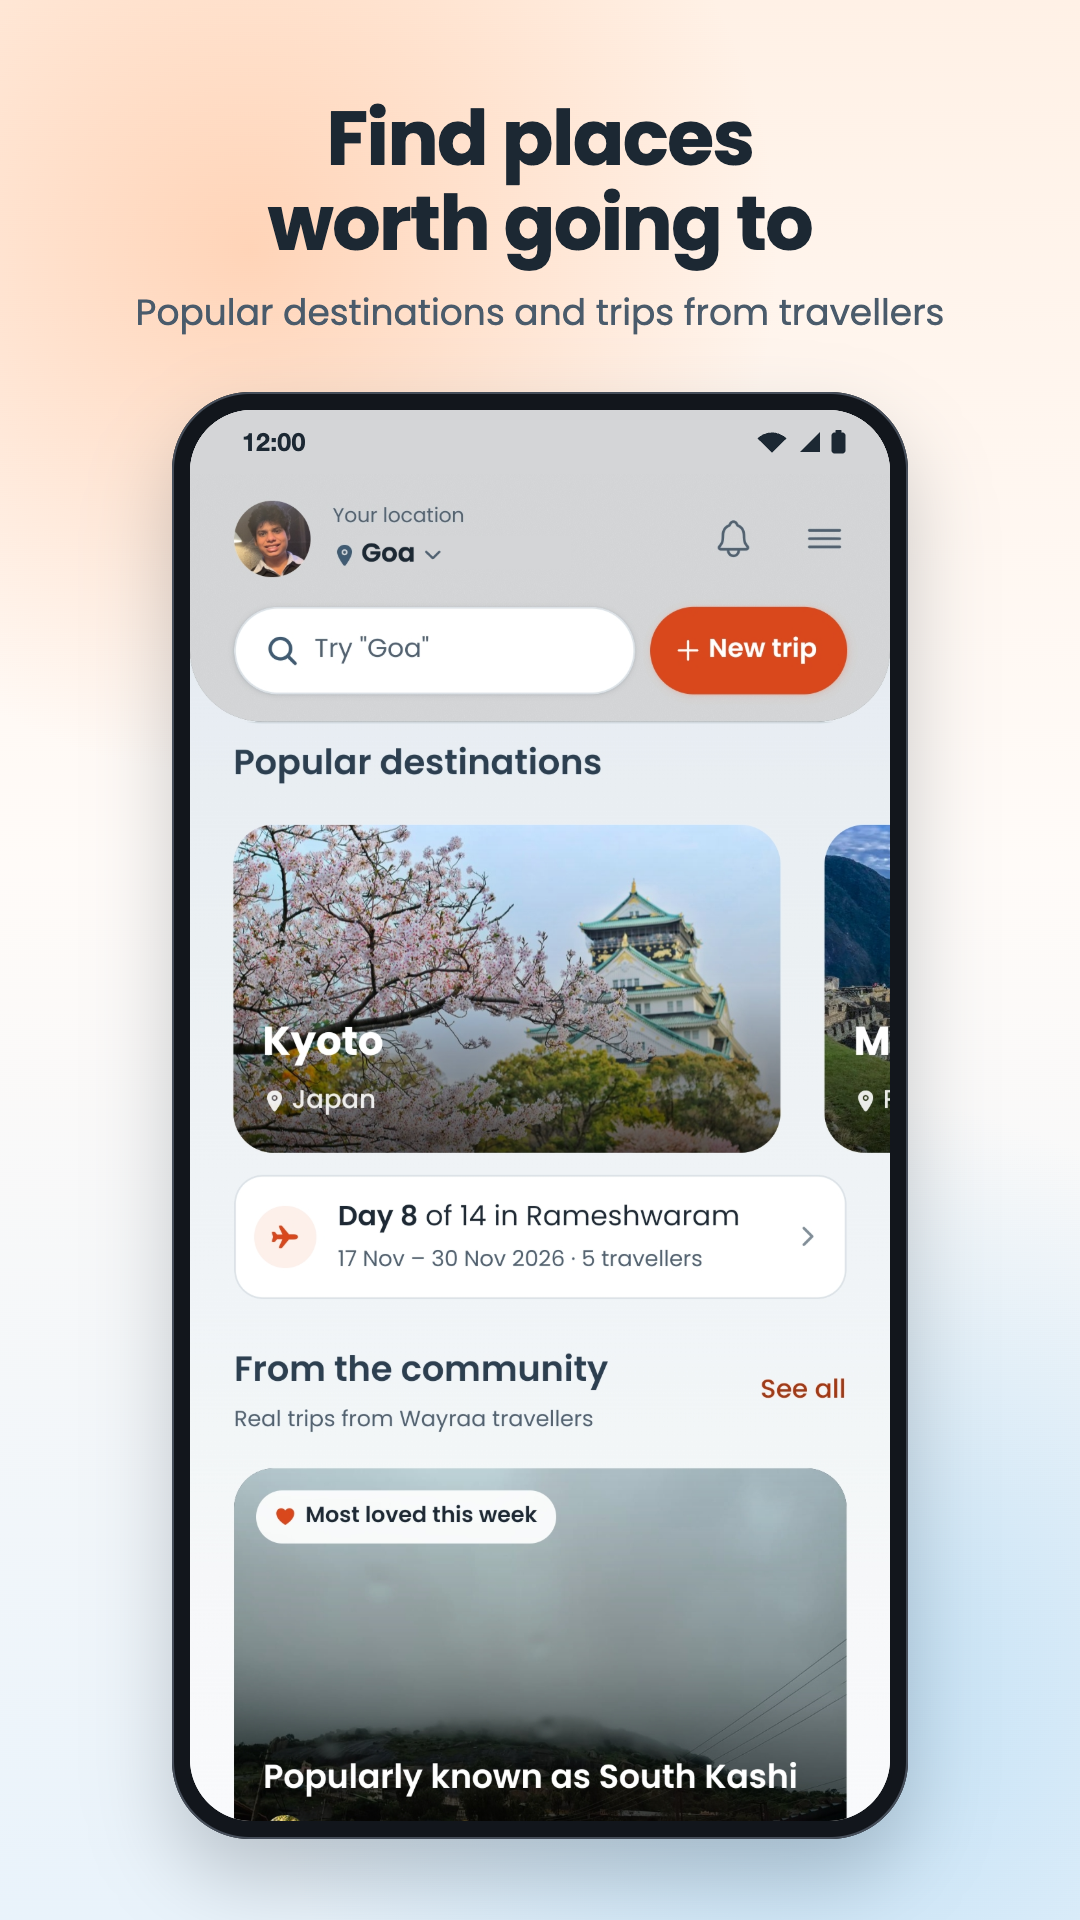 Find places
worth going to
Popular destinations and trips from travellers
12:00
Your location
Goa
Try "Goa"
+ New trip
Popular destinations
Kyoto
Japan
M
Day 8 of 14 in Rameshwaram
17 Nov – 30 Nov 2026 · 5 travellers
From the community
See all
Real trips from Wayraa travellers
Most loved this week
Popularly known as South Kashi